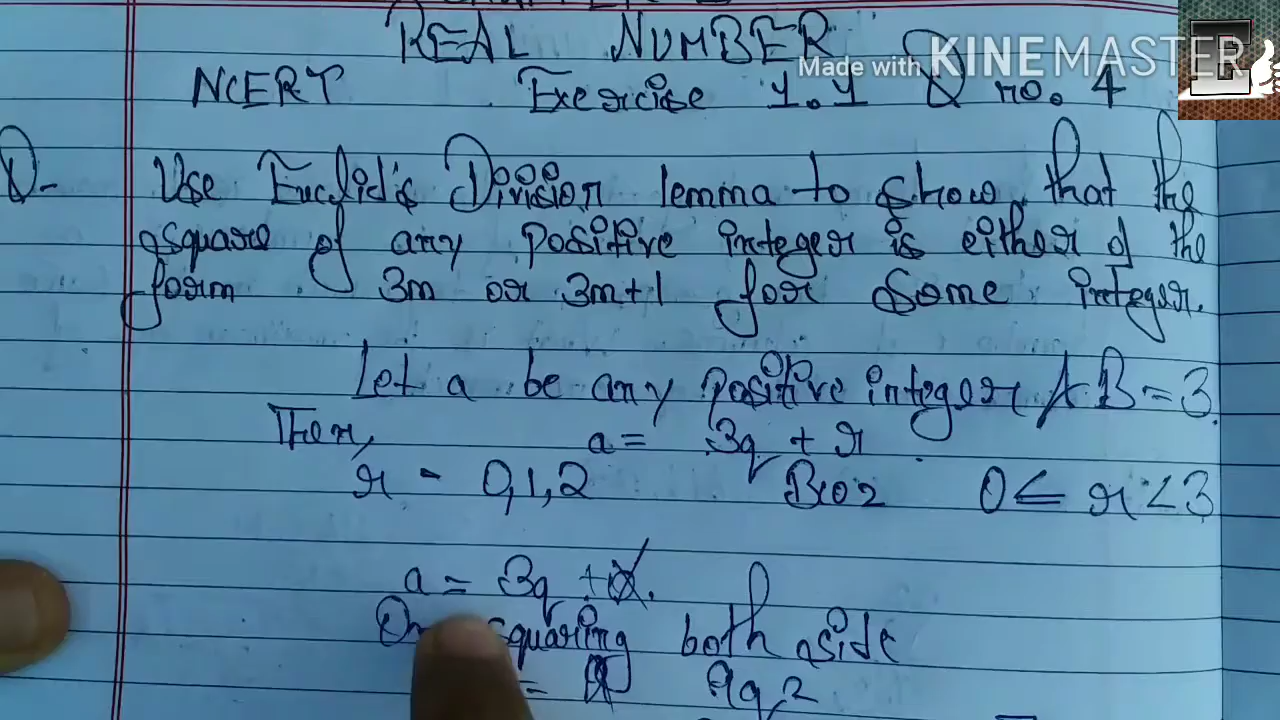 REAL NUMBER
Made with KINEMASTER
NCERT Exercise 1.1 Q no. 4
Q- Use Euclid's Division lemma to show that the
square of any positive integer is either of the
form 3m or 3m+1 for some integer.
Let a be any positive integer & B=3
Then, a = 3q + r
r - 0,1,2 Bcoz 0 ≤ r < 3
a = 3q +
On squaring both side
= 9q2